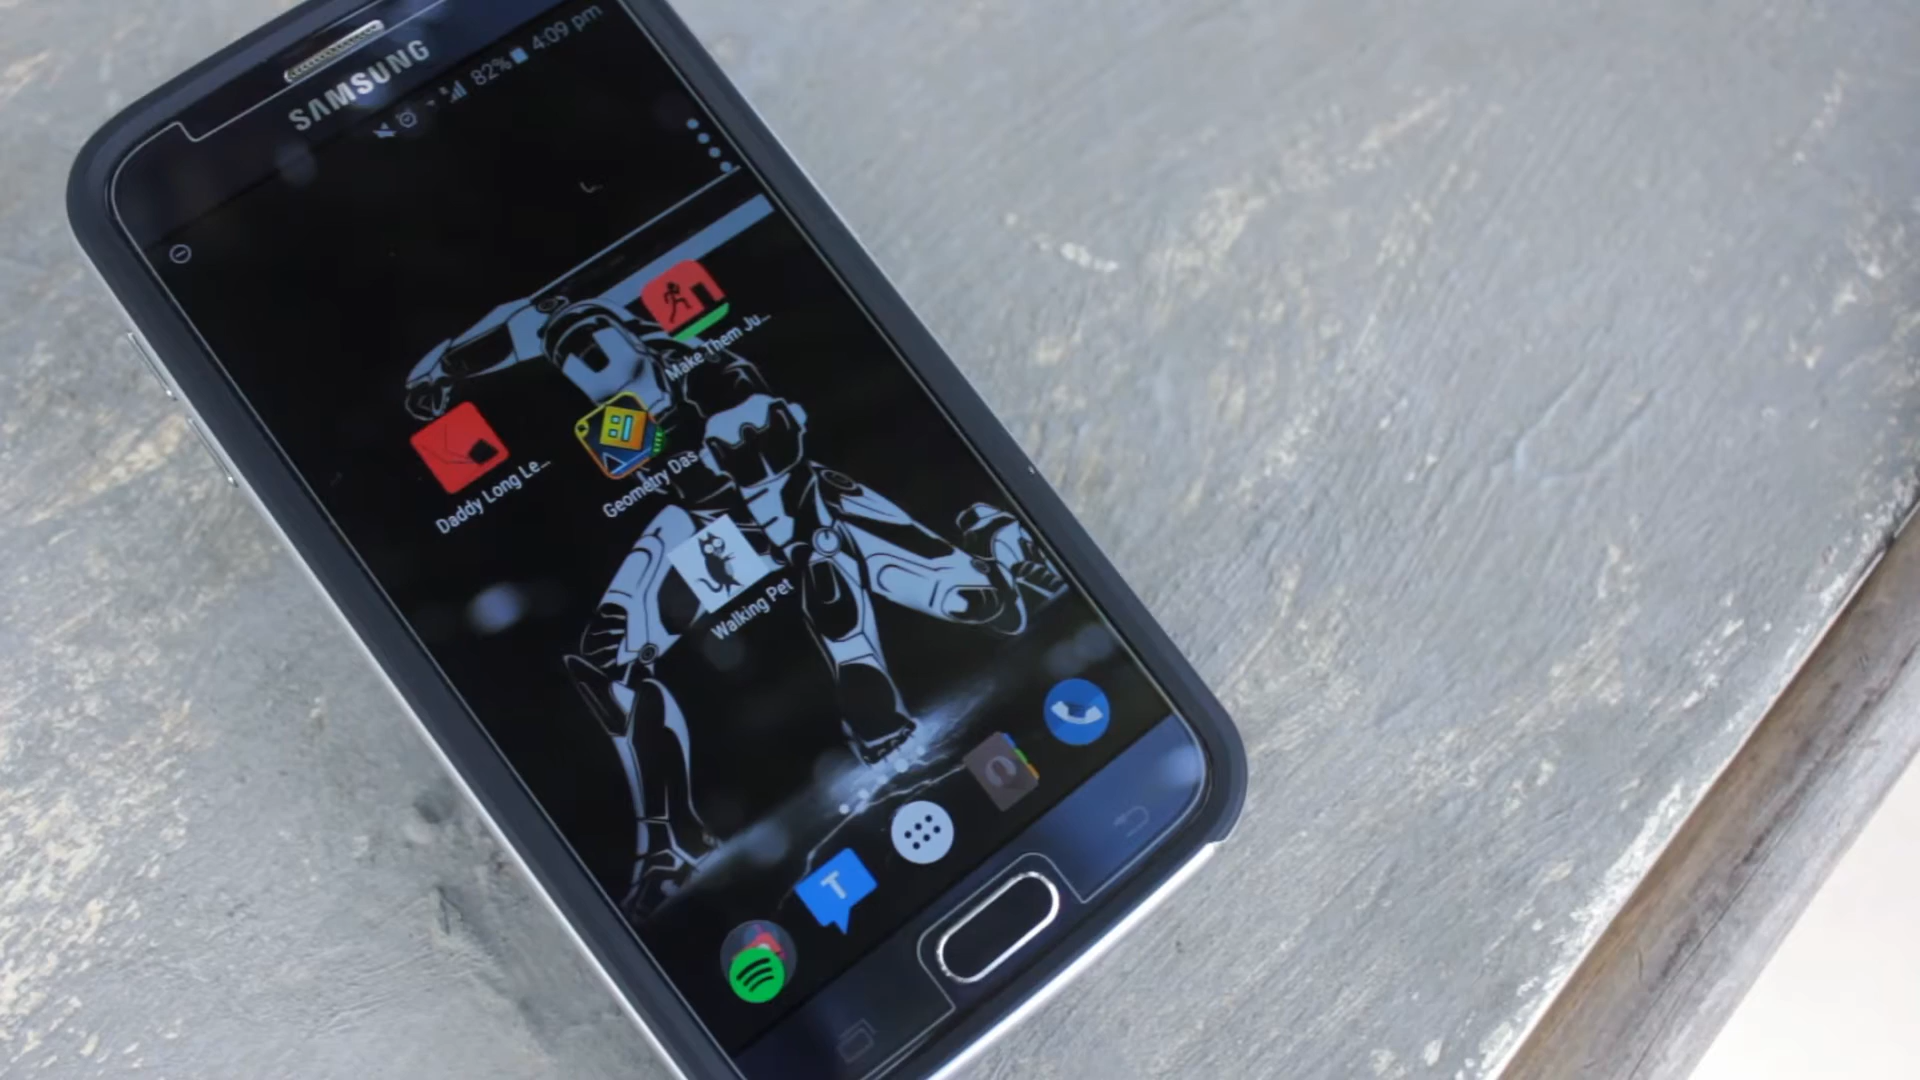 SAMSUNG
82% 4:09 pm
Make Them Ju...
Daddy Long Le...
Geometry Das
Walking Pet
T